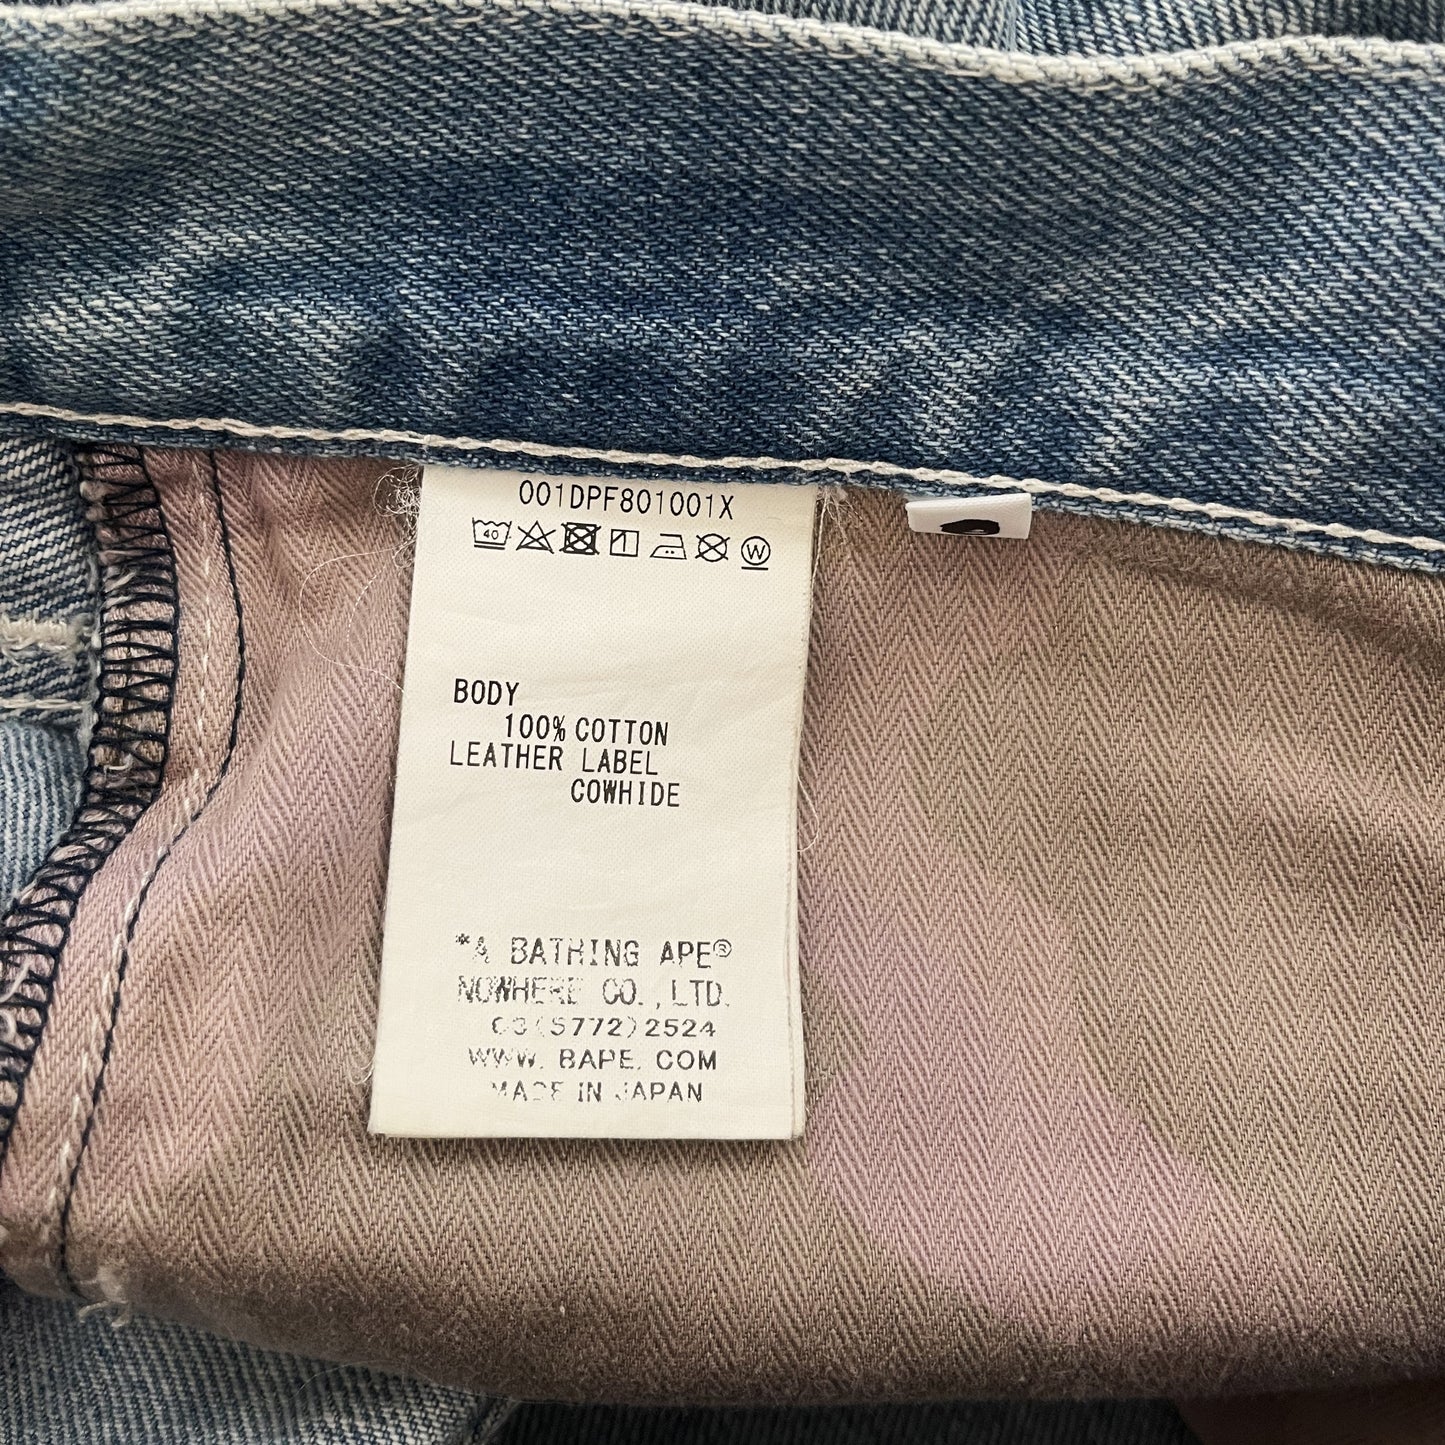 001DPF801001X
40
W
BODY
100% COTTON
LEATHER LABEL
COWHIDE
*A BATHING APE®
NOWHERE CO.,LTD.
03(5772)2524
WWW.BAPE.COM
MADE IN JAPAN